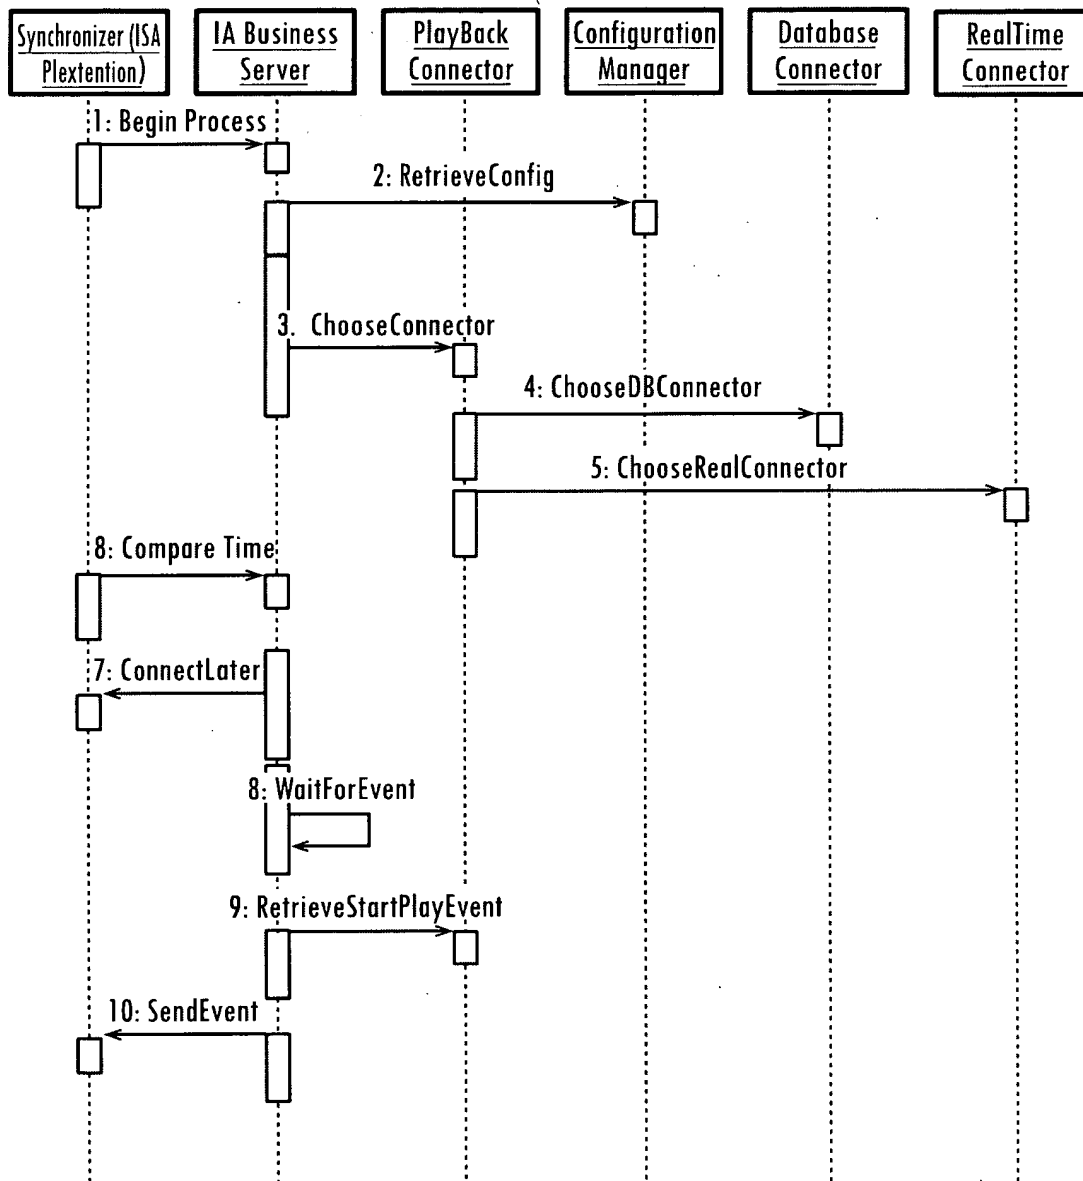 Synchronizer (ISA
Plextention)
IA Business
Server
PlayBack
Connector
Configuration
Manager
Database
Connector
RealTime
Connector
1: Begin Process
2: RetrieveConfig
3. ChooseConnector
4: ChooseDBConnector
5: ChooseRealConnector
8: Compare Time
7: ConnectLater
8: WaitForEvent
9: RetrieveStartPlayEvent
10: SendEvent